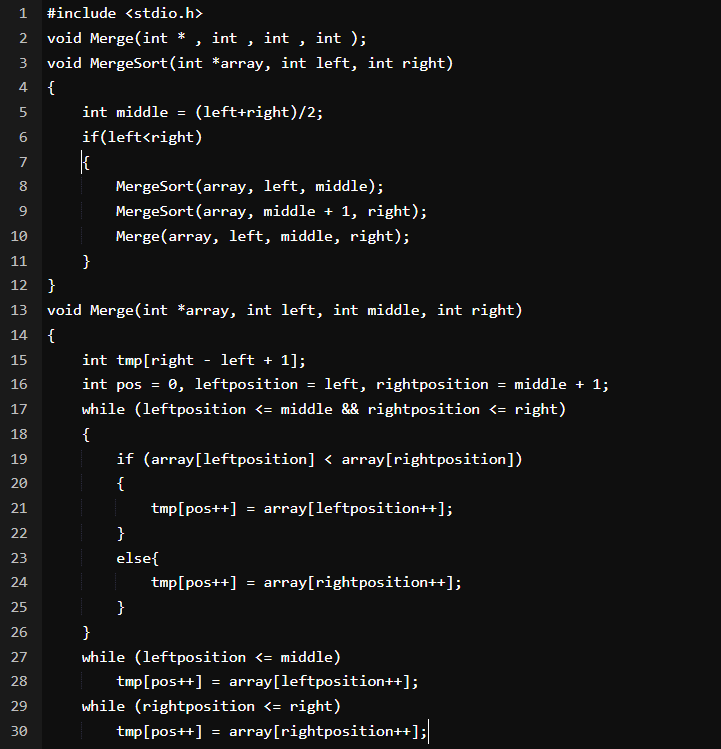 1 #include <stdio.h>
2 void Merge(int * , int , int , int );
3 void MergeSort(int *array, int left, int right)
4 {
5     int middle = (left+right)/2;
6     if(left<right)
7     {
8         MergeSort(array, left, middle);
9         MergeSort(array, middle + 1, right);
10         Merge(array, left, middle, right);
11     }
12 }
13 void Merge(int *array, int left, int middle, int right)
14 {
15     int tmp[right - left + 1];
16     int pos = 0, leftposition = left, rightposition = middle + 1;
17     while (leftposition <= middle && rightposition <= right)
18     {
19         if (array[leftposition] < array[rightposition])
20         {
21             tmp[pos++] = array[leftposition++];
22         }
23         else{
24             tmp[pos++] = array[rightposition++];
25         }
26     }
27     while (leftposition <= middle)
28         tmp[pos++] = array[leftposition++];
29     while (rightposition <= right)
30         tmp[pos++] = array[rightposition++];